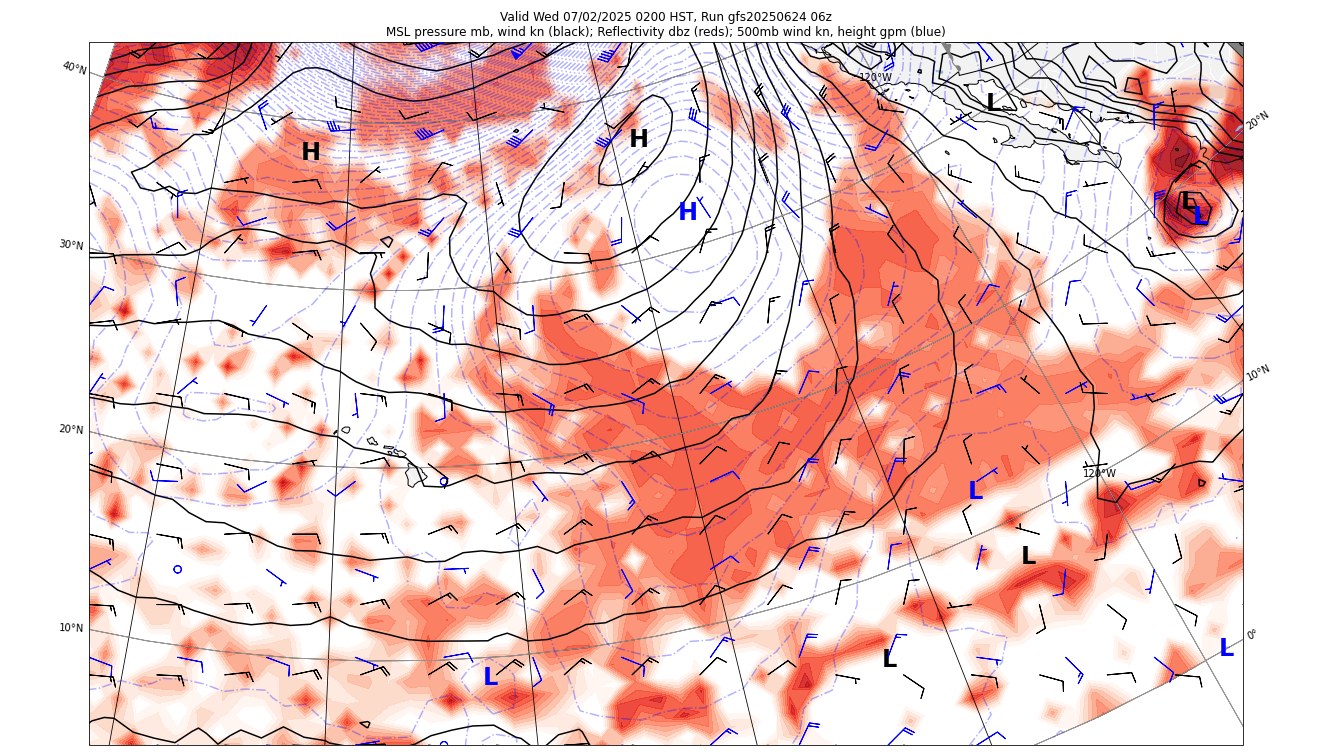 Valid Wed 07/02/2025 0200 HST, Run gfs20250624 06z
MSL pressure mb, wind kn (black); Reflectivity dbz (reds); 500mb wind kn, height gpm (blue)
40°N
120°W
L
20°N
H
H
L
H
L
30°N
10°N
20°N
120°W
L
L
10°N
0°
L
L
L